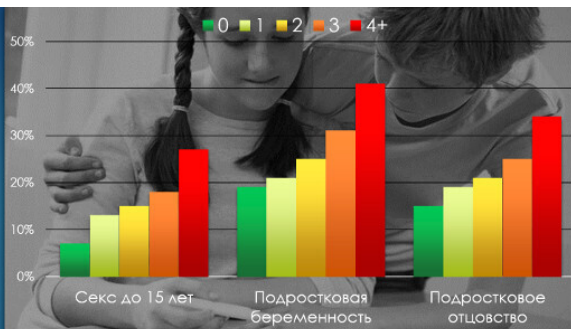 0 1 2 3 4+
50%
40%
30%
20%
10%
0%
Секс до 15 лет
Подростковая
беременность
Подростковое
отцовство